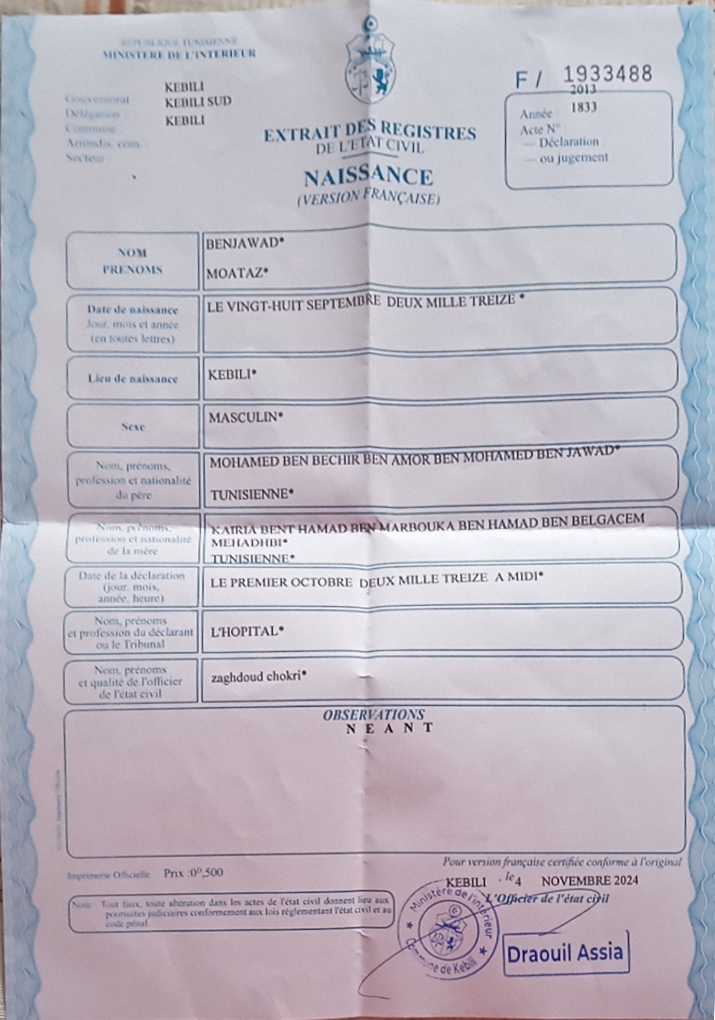 REPUBLIQUE TUNISIENNE
MINISTERE DE L'INTERIEUR
F / 1933488
Gouvernorat KEBILI
Délégation KEBILI SUD
Commune KEBILI
Arrondis. com.
Secteur
EXTRAIT DES REGISTRES
DE L'ETAT CIVIL
NAISSANCE
(VERSION FRANÇAISE)
Année 2013
Acte N° 1833
— Déclaration
— ou jugement
NOM BENJAWAD*
PRENOMS MOATAZ*
Date de naissance LE VINGT-HUIT SEPTEMBRE DEUX MILLE TREIZE *
Jour, mois et année
(en toutes lettres)
Lieu de naissance KEBILI*
Sexe MASCULIN*
Nom, prénoms, MOHAMED BEN BECHIR BEN AMOR BEN MOHAMED BEN JAWAD*
profession et nationalité
du père TUNISIENNE*
Nom, prénoms, KAIRIA BENT HAMAD BEN MARBOUKA BEN HAMAD BEN BELGACEM
profession et nationalité MEHADHBI*
de la mère TUNISIENNE*
Date de la déclaration LE PREMIER OCTOBRE DEUX MILLE TREIZE A MIDI*
(jour, mois,
année, heure)
Nom, prénoms
et profession du déclarant L'HOPITAL*
ou le Tribunal
Nom, prénoms zaghdoud chokri*
et qualité de l'officier
de l'état civil
OBSERVATIONS
N E A N T
Imprimerie Officielle Prix :0ᴰ,500
Pour version française certifiée conforme à l'original
KEBILI , le 4 NOVEMBRE 2024
L'Officier de l'état civil
Note : Tout faux, toute altération dans les actes de l'état civil donnent lieu aux
poursuites judiciaires conformement aux lois réglementant l'état civil et au
code pénal.
Ministère de l'intérieur
Commune de Kebili
Draouil Assia